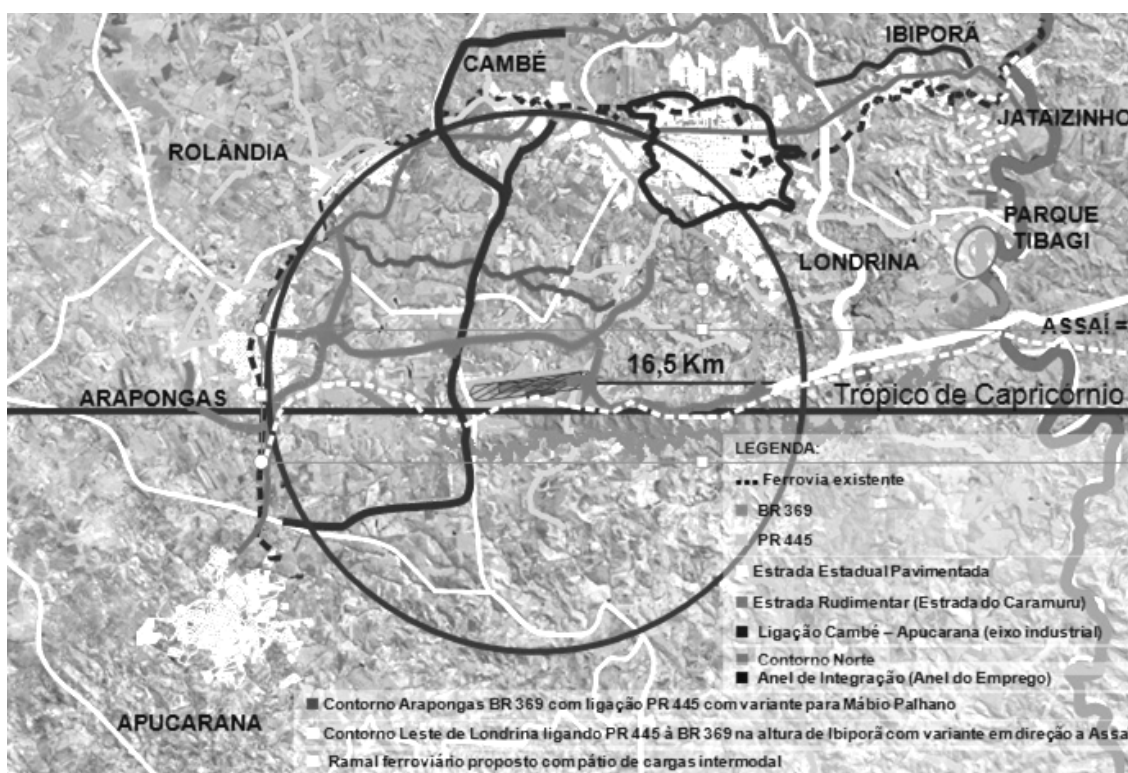 IBIPORÃ
CAMBÉ
JATAIZINHO
ROLÂNDIA
PARQUE
TIBAGI
LONDRINA
ASSAÍ =
16,5 Km
ARAPONGAS
Trópico de Capricornio
LEGENDA:
Ferrovia existente
BR 369
PR 445
Estrada Estadual Pavimentada
Estrada Rudimentar (Estrada do Caramuru)
Ligação Cambé – Apucarana (eixo industrial)
Contorno Norte
Anel de Integração (Anel do Emprego)
APUCARANA
Contorno Arapongas BR 369 com ligação PR 445 com variante para Mábio Palhano
Contorno Leste de Londrina ligando PR 445 à BR 369 na altura de Ibiporã com variante em direção a Assa
Ramal ferroviário proposto com pátio de cargas intermodal